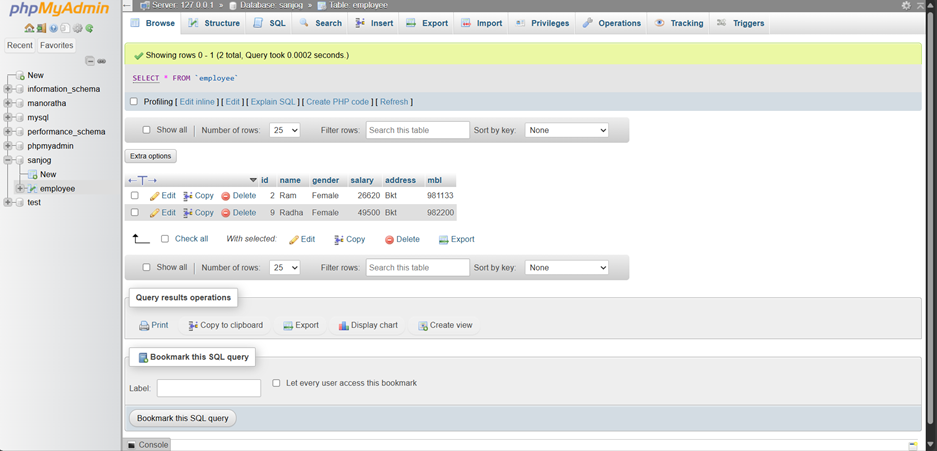 phpMyAdmin
Recent Favorites
New
information_schema
manoratha
mysql
performance_schema
phpmyadmin
sanjog
New
employee
test
Server: 127.0.0.1 » Database: sanjog » Table: employee
Browse Structure SQL Search Insert Export Import Privileges Operations Tracking Triggers
Showing rows 0 - 1 (2 total, Query took 0.0002 seconds.)
SELECT * FROM `employee`
Profiling [ Edit inline ] [ Edit ] [ Explain SQL ] [ Create PHP code ] [ Refresh ]
Show all Number of rows: 25 Filter rows: Search this table Sort by key: None
Extra options
←T→ id name gender salary address mbl
Edit Copy Delete 2 Ram Female 26620 Bkt 981133
Edit Copy Delete 9 Radha Female 49500 Bkt 982200
Check all With selected: Edit Copy Delete Export
Show all Number of rows: 25 Filter rows: Search this table Sort by key: None
Query results operations
Print Copy to clipboard Export Display chart Create view
Bookmark this SQL query
Label: Let every user access this bookmark
Bookmark this SQL query
Console